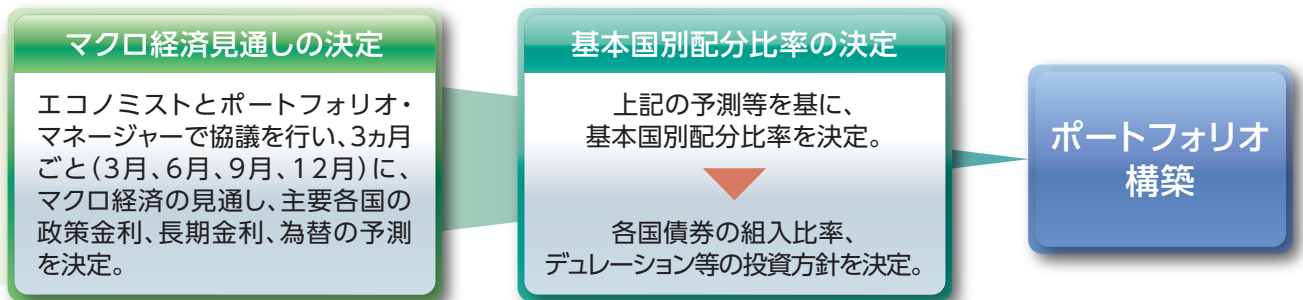 マクロ経済見通しの決定
エコノミストとポートフォリオ・
マネージャーで協議を行い、3ヵ月
ごと（3月、6月、9月、12月）に、
マクロ経済の見通し、主要各国の
政策金利、長期金利、為替の予測
を決定。
基本国別配分比率の決定
上記の予測等を基に、
基本国別配分比率を決定。
各国債券の組入比率、
デュレーション等の投資方針を決定。
ポートフォリオ
構築